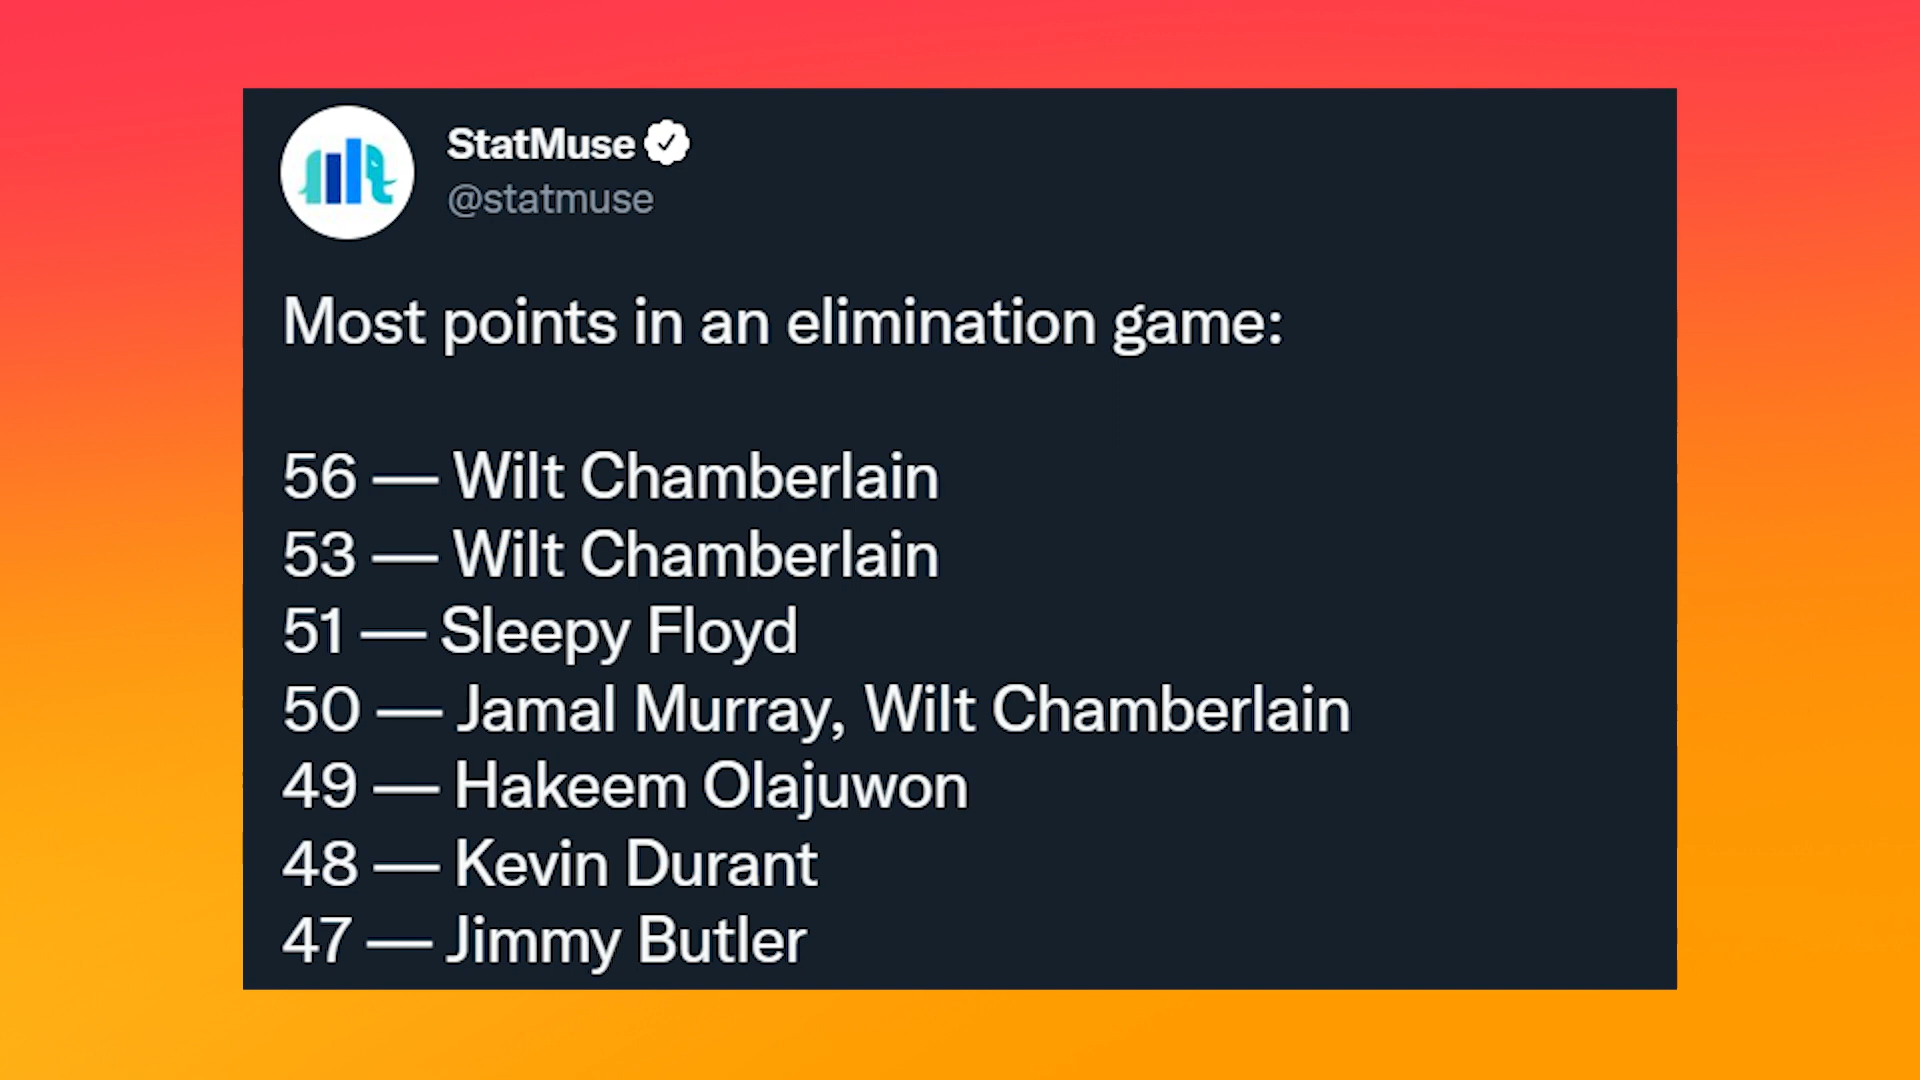 StatMuse
@statmuse
Most points in an elimination game:
56 — Wilt Chamberlain
53 — Wilt Chamberlain
51 — Sleepy Floyd
50 — Jamal Murray, Wilt Chamberlain
49 — Hakeem Olajuwon
48 — Kevin Durant
47 — Jimmy Butler